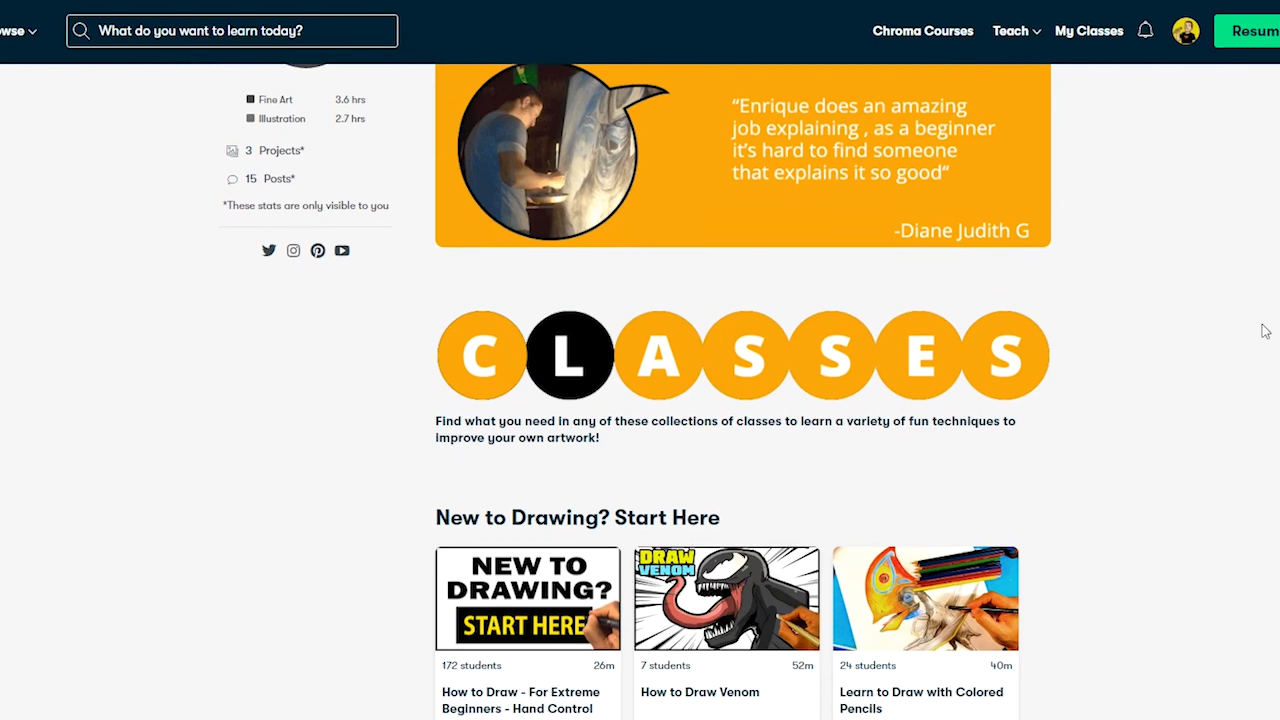 wse
What do you want to learn today?
Chroma Courses
Teach
My Classes
Resum
Fine Art 3.6 hrs
Illustration 2.7 hrs
3 Projects*
15 Posts*
*These stats are only visible to you
“Enrique does an amazing
job explaining , as a beginner
it’s hard to find someone
that explains it so good“
-Diane Judith G
CLASSES
Find what you need in any of these collections of classes to learn a variety of fun techniques to
improve your own artwork!
New to Drawing? Start Here
NEW TO
DRAWING?
START HERE
172 students 26m
How to Draw - For Extreme
Beginners - Hand Control
DRAW
VENOM
7 students 52m
How to Draw Venom
24 students 40m
Learn to Draw with Colored
Pencils